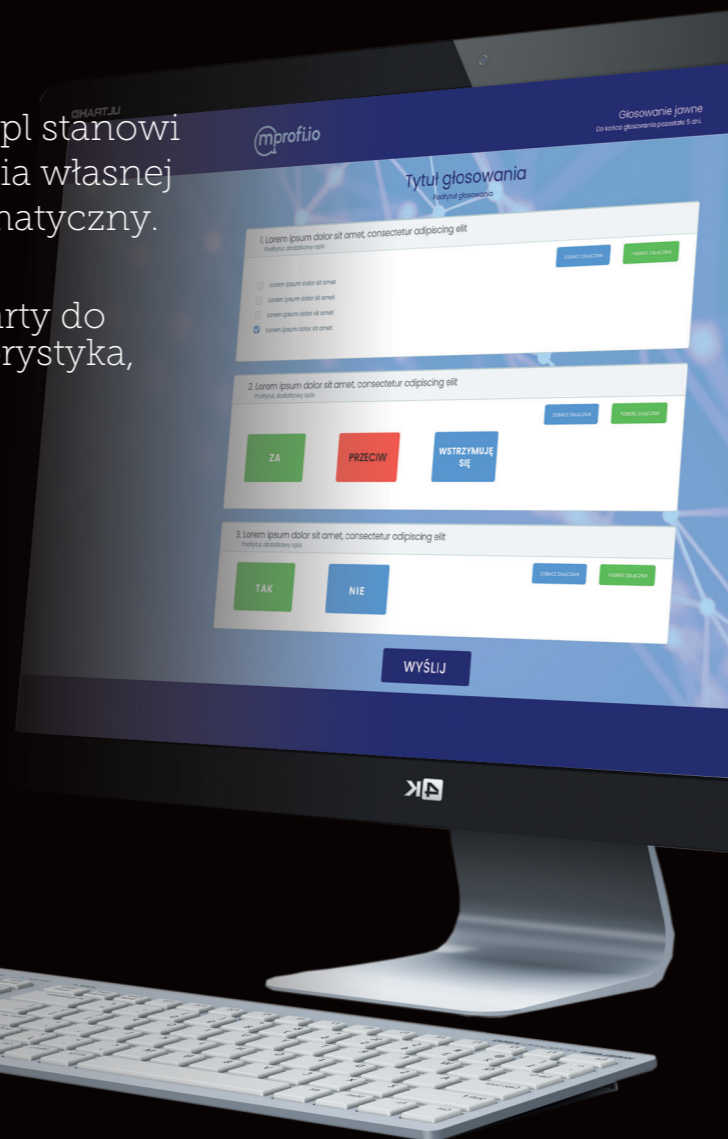 pl stanowi
ia własnej
matyczny.
arty do
rystyka,
mprofi.io
Głosowanie jawne
Do końca głosowania pozostało 5 dni.
Tytuł głosowania
Podtytuł głosowania
1. Lorem ipsum dolor sit amet, consectetur adipiscing elit
Podtytuł, dodatkowy opis
ZOBACZ ZAŁĄCZNIK
POBIERZ ZAŁĄCZNIK
Lorem ipsum dolor sit amet
Lorem ipsum dolor sit amet
Lorem ipsum dolor sit amet
Lorem ipsum dolor sit amet
2. Lorem ipsum dolor sit amet, consectetur adipiscing elit
Podtytuł, dodatkowy opis
ZOBACZ ZAŁĄCZNIK
POBIERZ ZAŁĄCZNIK
ZA
PRZECIW
WSTRZYMUJĘ
SIĘ
3. Lorem ipsum dolor sit amet, consectetur adipiscing elit
Podtytuł, dodatkowy opis
ZOBACZ ZAŁĄCZNIK
POBIERZ ZAŁĄCZNIK
TAK
NIE
WYŚLIJ
4K